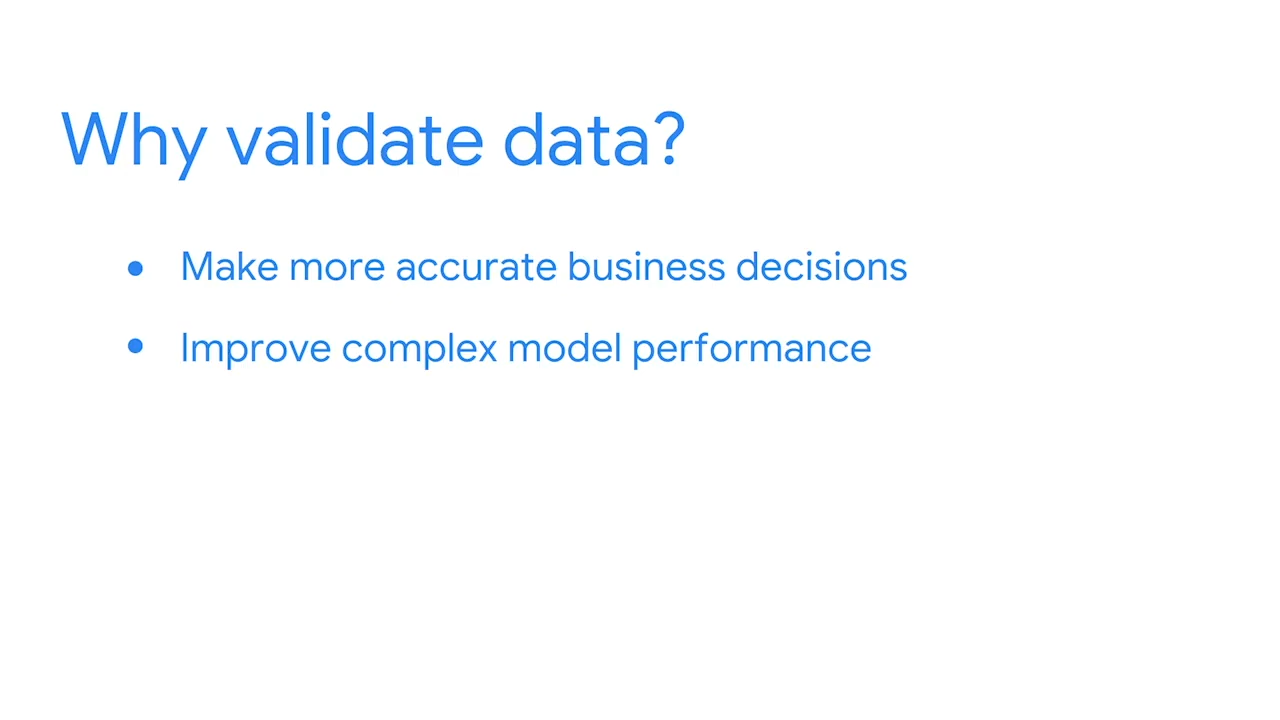 Why validate data?
● Make more accurate business decisions
● Improve complex model performance